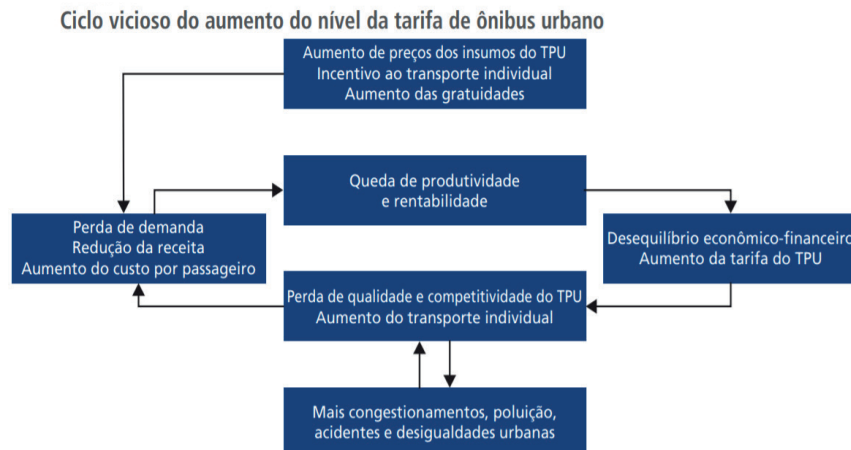 Ciclo vicioso do aumento do nível da tarifa de ônibus urbano
Aumento de preços dos insumos do TPU
Incentivo ao transporte individual
Aumento das gratuidades
Queda de produtividade
e rentabilidade
Perda de demanda
Redução da receita
Aumento do custo por passageiro
Desequilíbrio econômico-financeiro
Aumento da tarifa do TPU
Perda de qualidade e competitividade do TPU
Aumento do transporte individual
Mais congestionamentos, poluição,
acidentes e desigualdades urbanas